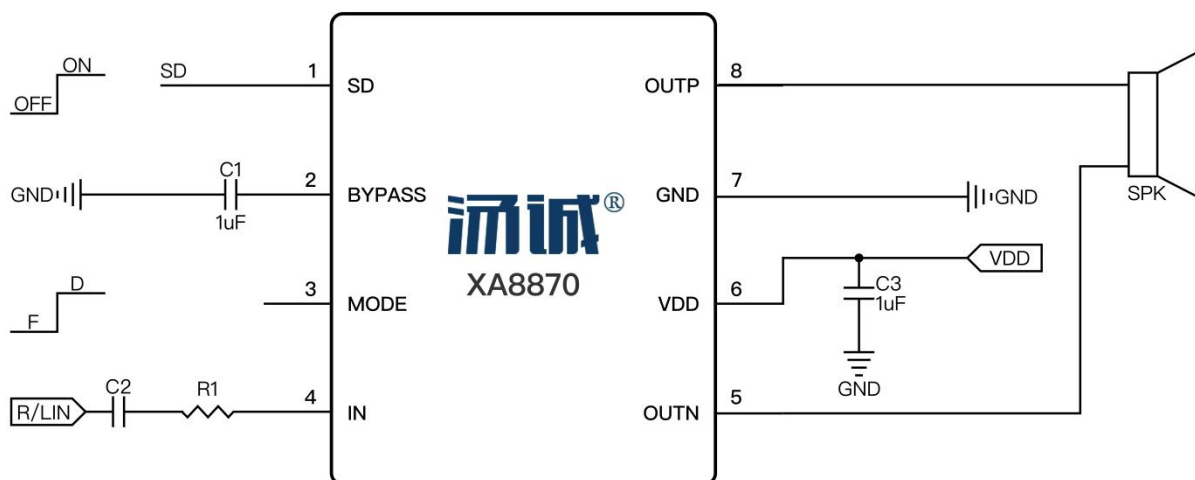 ON
OFF
SD
1
SD
OUTP
8
GND
C1
1uF
2
BYPASS
GND
7
GND
SPK
汤诚®
XA8870
D
F
3
MODE
VDD
6
VDD
C3
1uF
GND
R/LIN
C2
R1
4
IN
OUTN
5